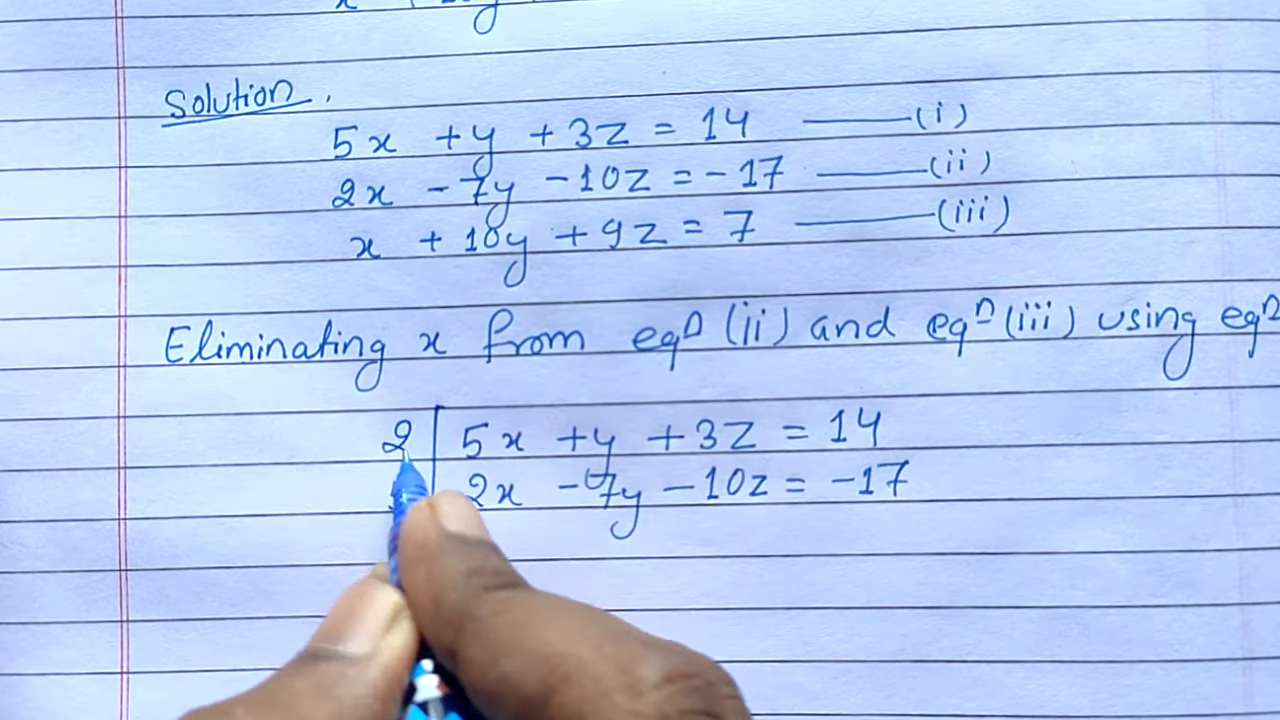 Solution.
5x + y + 3z = 14 ——— (i)
2x - 7y - 10z = -17 ——— (ii)
x + 10y + 9z = 7 ——— (iii)
Eliminating x from eqⁿ (ii) and eqⁿ (iii) using eqⁿ
2 | 5x + y + 3z = 14
2x - 7y - 10z = -17